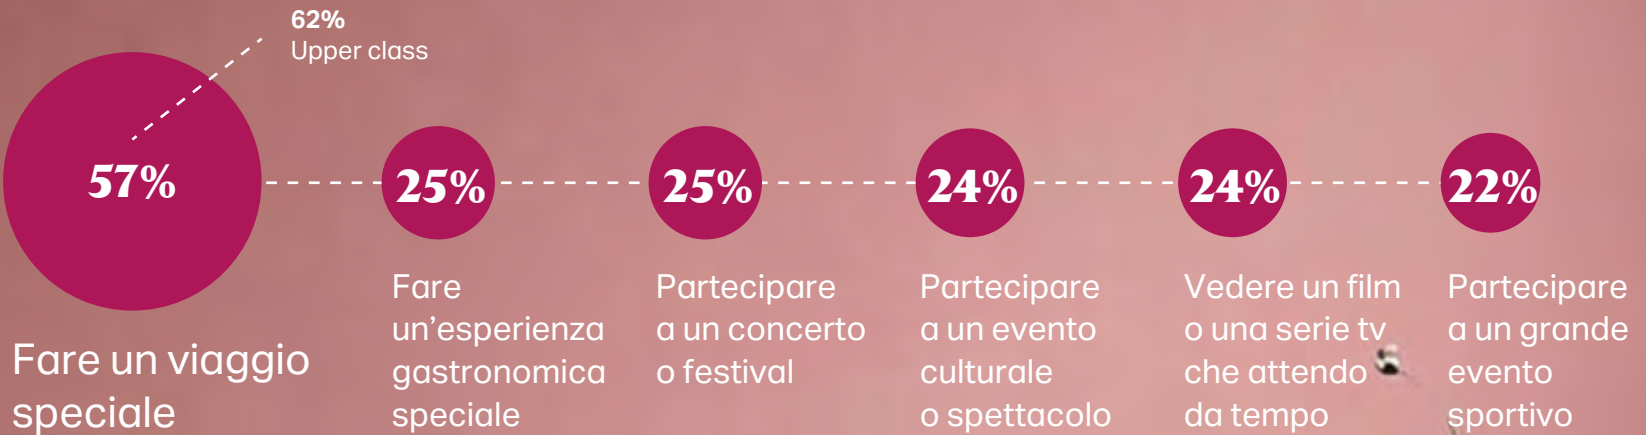 62%
Upper class
57%
25%
25%
24%
24%
22%
Fare un viaggio
speciale
Fare
un’esperienza
gastronomica
speciale
Partecipare
a un concerto
o festival
Partecipare
a un evento
culturale
o spettacolo
Vedere un film
o una serie tv
che attendo
da tempo
Partecipare
a un grande
evento
sportivo